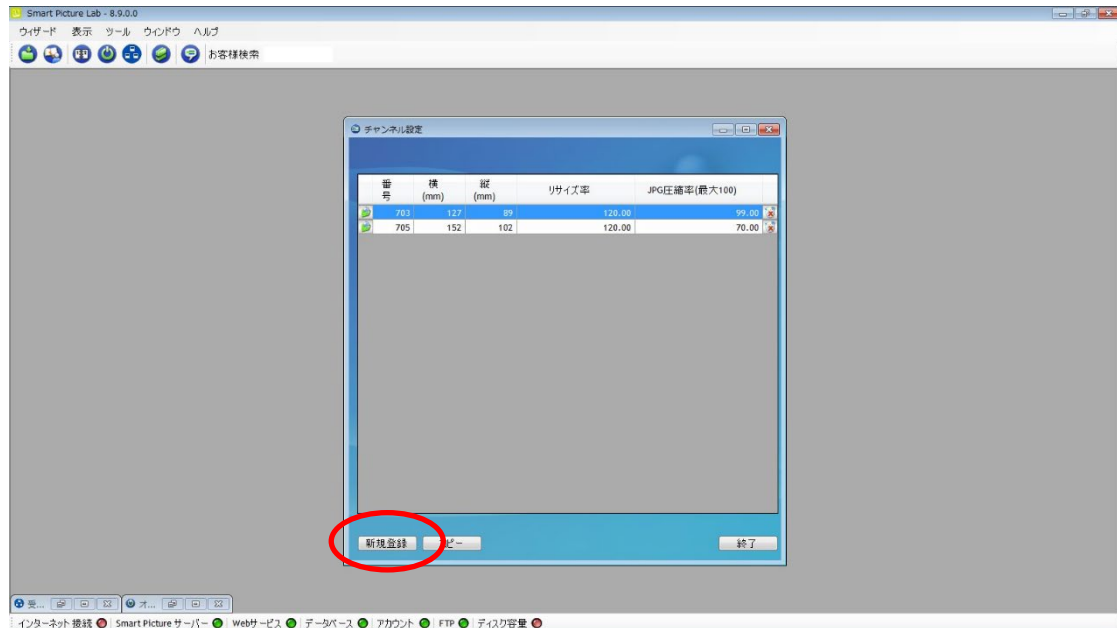 Smart Picture Lab - 8.9.0.0
ウィザード 表示 ツール ウィンドウ ヘルプ
お客様検索
チャンネル設定
番号 横(mm) 縦(mm) リサイズ率 JPG圧縮率(最大100)
703 127 89 120.00 99.00
705 152 102 120.00 70.00
新規登録 コピー 終了
受... オ...
インターネット 接続 Smart Picture サーバー Webサービス データベース アカウント FTP ディスク容量